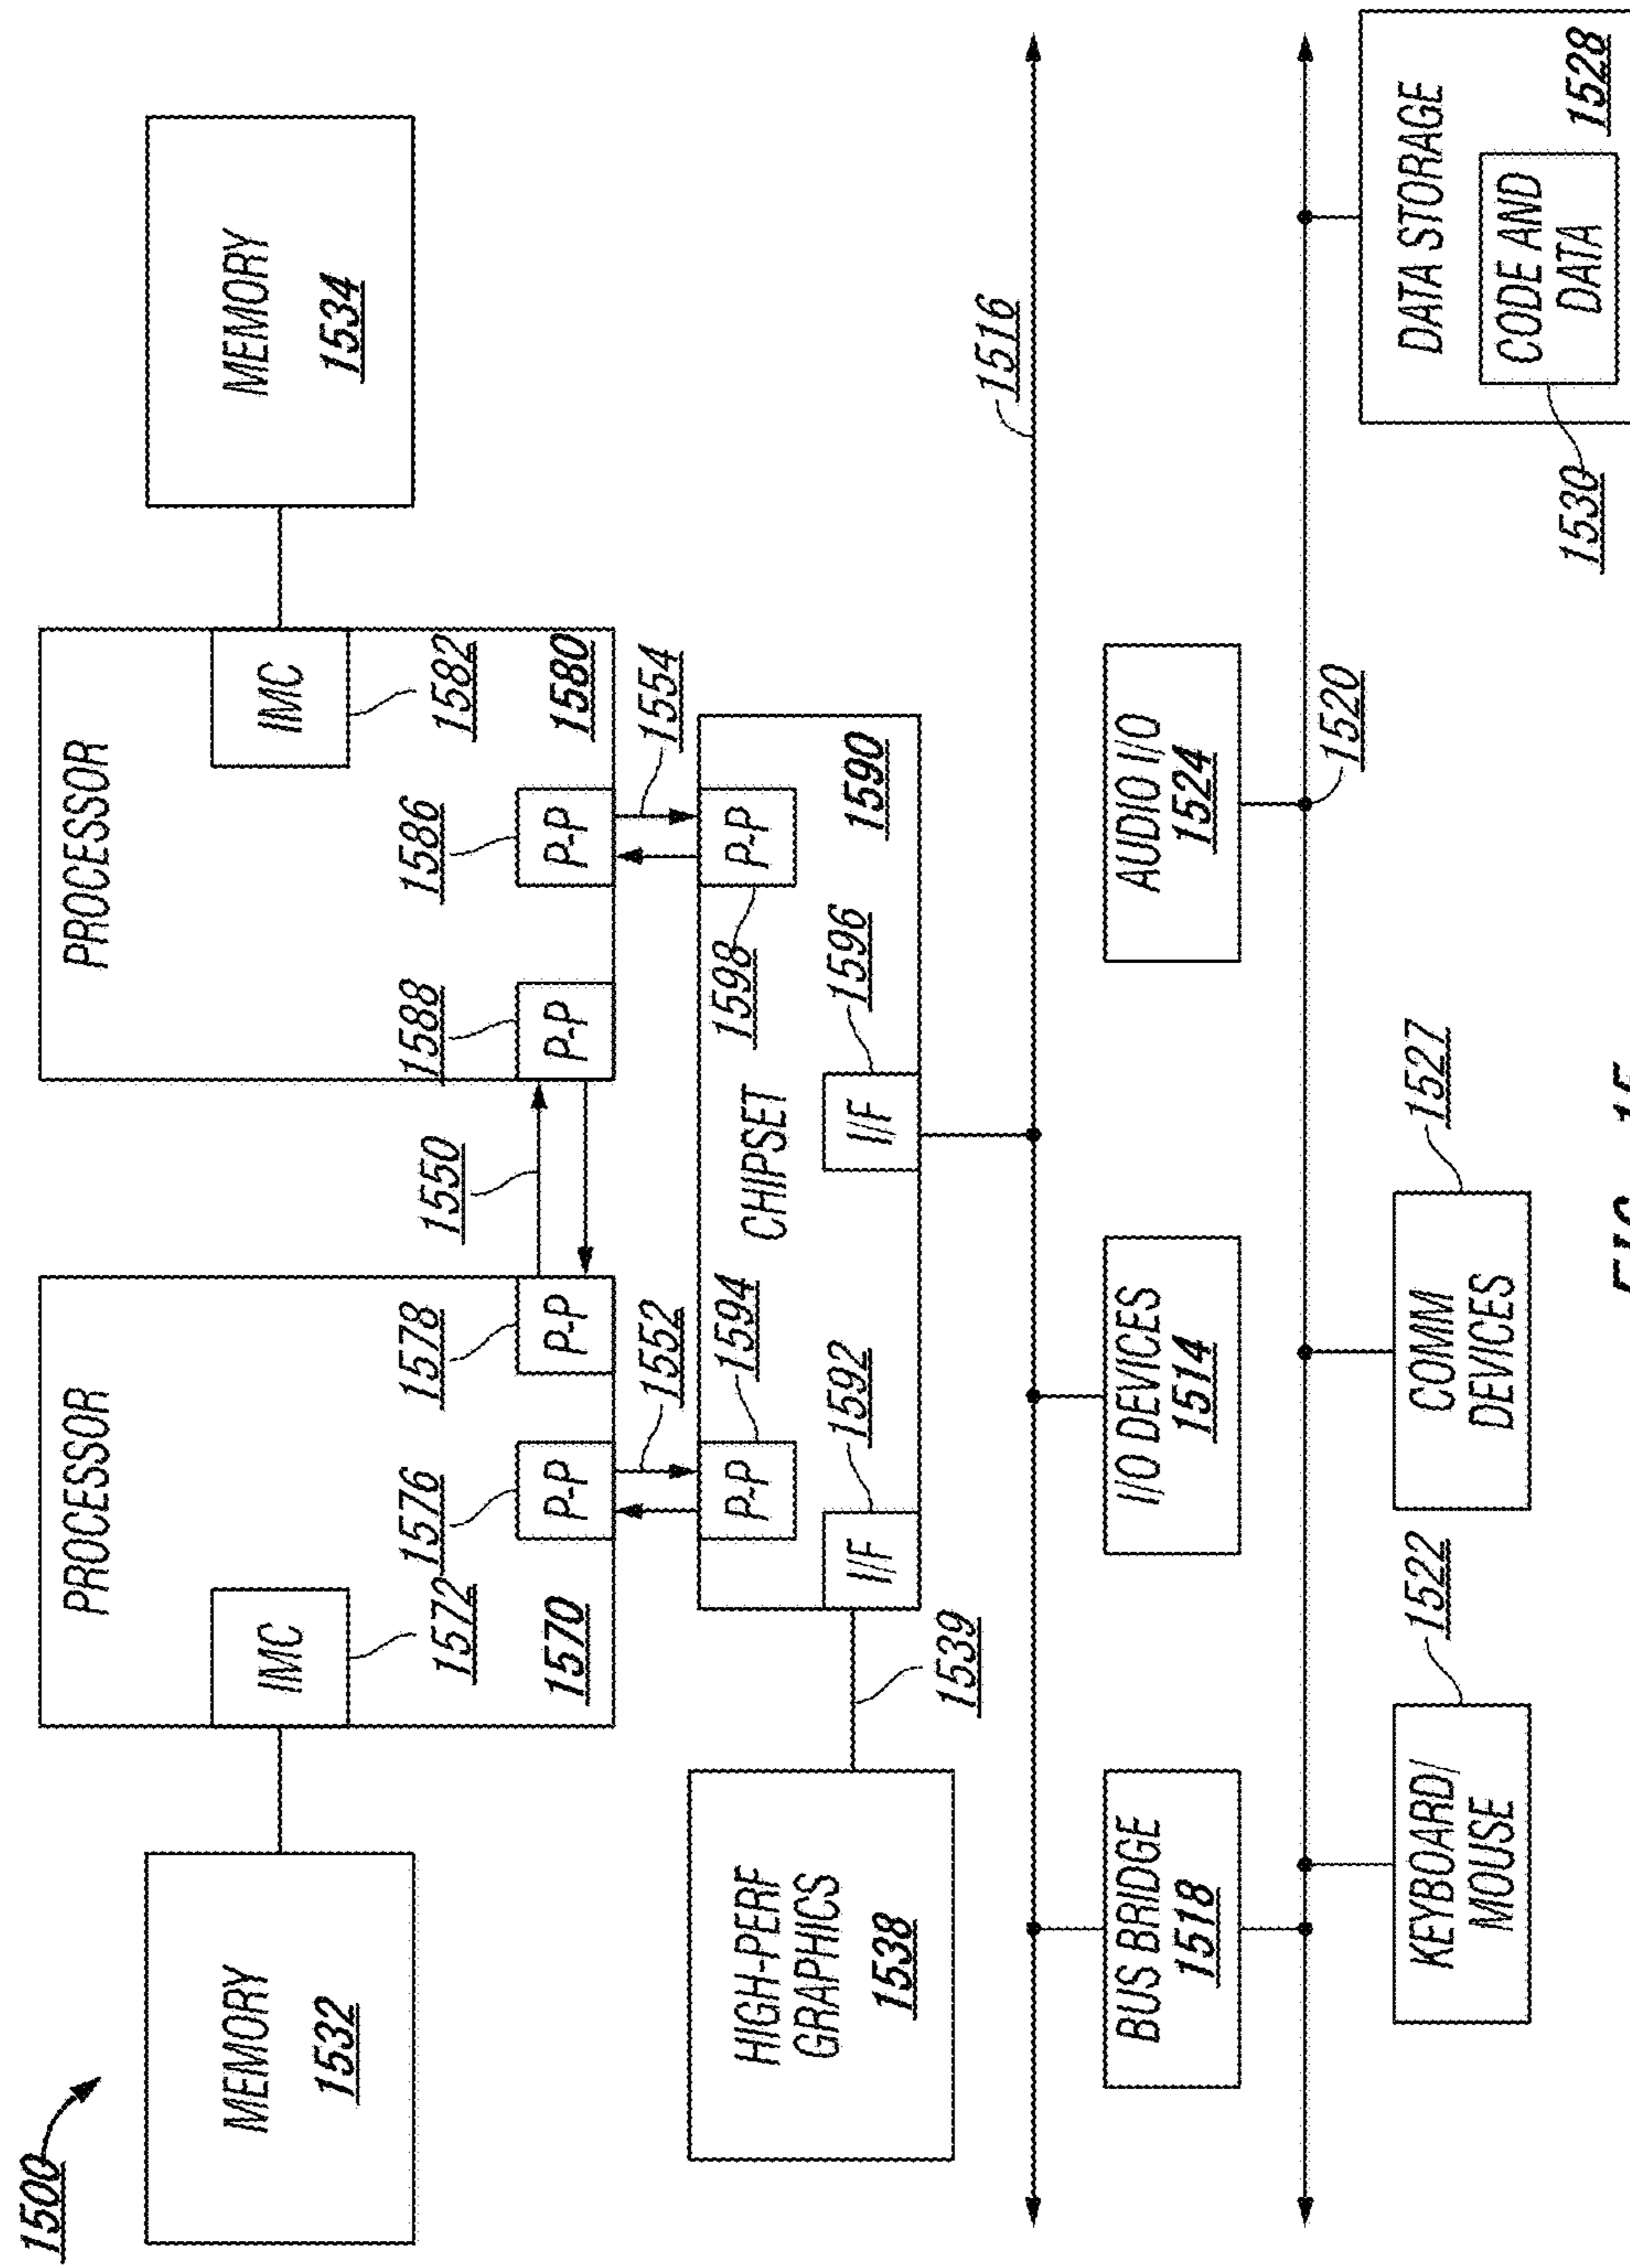 1500
MEMORY
1532
PROCESSOR
IMC
1572
1570
1576
P-P
1578
P-P
1550
PROCESSOR
1588
P-P
1586
P-P
IMC
1582
1580
MEMORY
1534
1552
1554
HIGH-PERF
GRAPHICS
1538
1539
P-P
1594
CHIPSET
1598
P-P
1590
I/F
1592
I/F
1596
1516
BUS BRIDGE
1518
I/O DEVICES
1514
AUDIO I/O
1524
1520
KEYBOARD/
MOUSE
1522
COMM
DEVICES
1527
DATA STORAGE
CODE AND
DATA
1528
1530